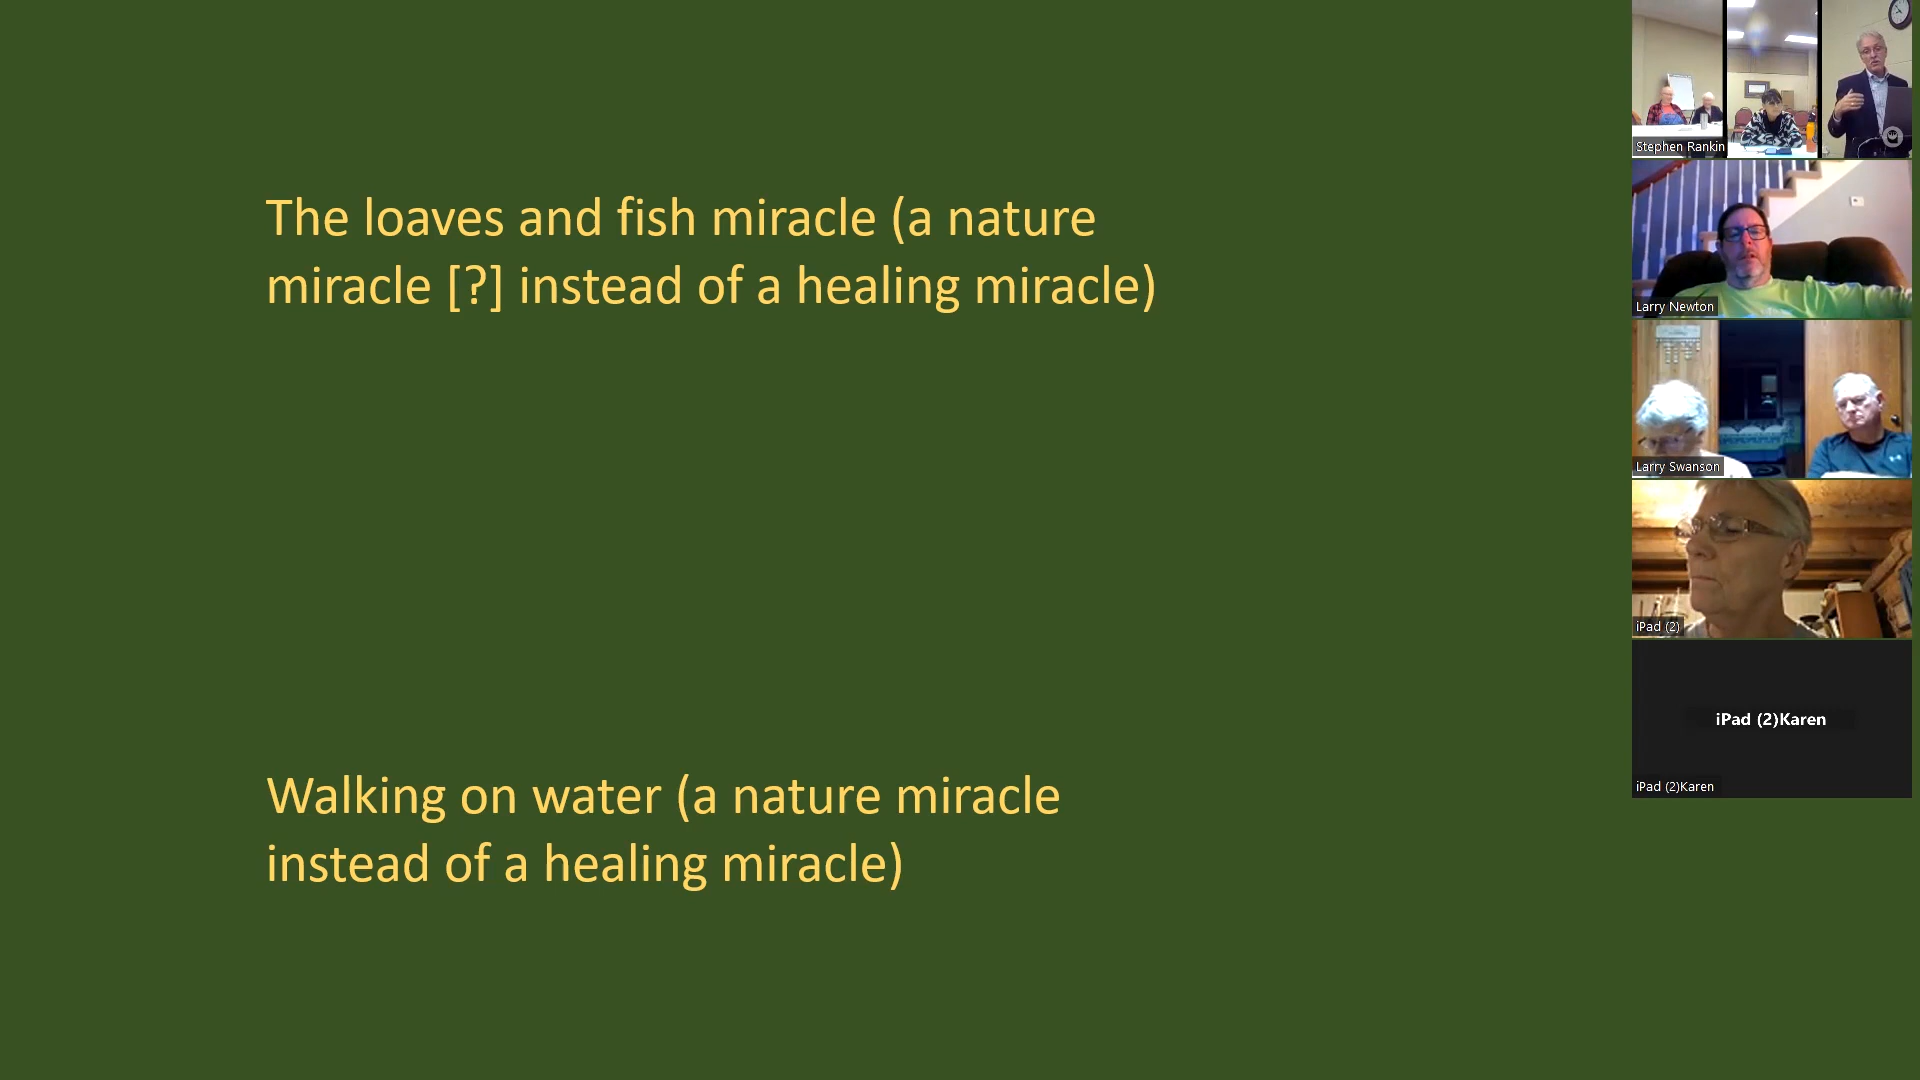 The loaves and fish miracle (a nature
miracle [?] instead of a healing miracle)
Walking on water (a nature miracle
instead of a healing miracle)
Stephen Rankin
Larry Newton
Larry Swanson
iPad (2)
iPad (2)Karen
iPad (2)Karen